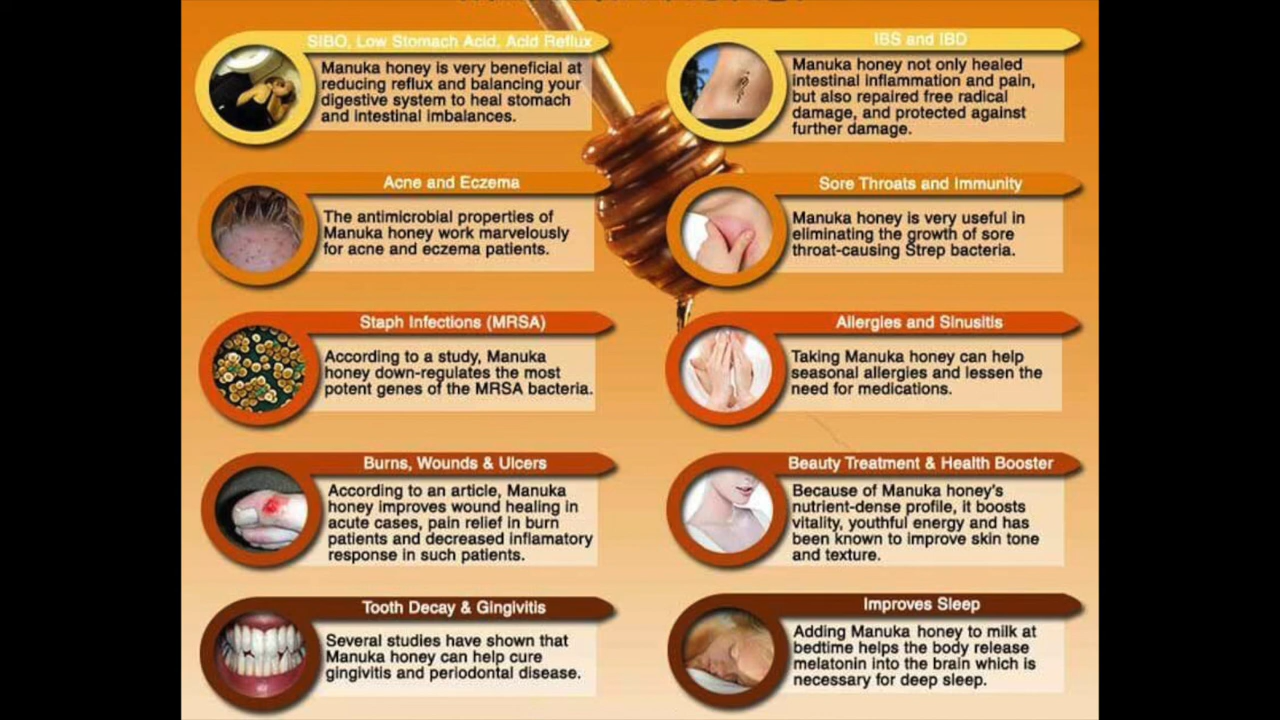 SIBO, Low Stomach Acid, Acid Reflux
Manuka honey is very beneficial at
reducing reflux and balancing your
digestive system to heal stomach
and intestinal imbalances.
IBS and IBD
Manuka honey not only healed
intestinal inflammation and pain,
but also repaired free radical
damage, and protected against
further damage.
Acne and Eczema
The antimicrobial properties of
Manuka honey work marvelously
for acne and eczema patients.
Sore Throats and Immunity
Manuka honey is very useful in
eliminating the growth of sore
throat-causing Strep bacteria.
Staph Infections (MRSA)
According to a study, Manuka
honey down-regulates the most
potent genes of the MRSA bacteria.
Allergies and Sinusitis
Taking Manuka honey can help
seasonal allergies and lessen the
need for medications.
Burns, Wounds & Ulcers
According to an article, Manuka
honey improves wound healing in
acute cases, pain relief in burn
patients and decreased inflamatory
response in such patients.
Beauty Treatment & Health Booster
Because of Manuka honey's
nutrient-dense profile, it boosts
vitality, youthful energy and has
been known to improve skin tone
and texture.
Tooth Decay & Gingivitis
Several studies have shown that
Manuka honey can help cure
gingivitis and periodontal disease.
Improves Sleep
Adding Manuka honey to milk at
bedtime helps the body release
melatonin into the brain which is
necessary for deep sleep.